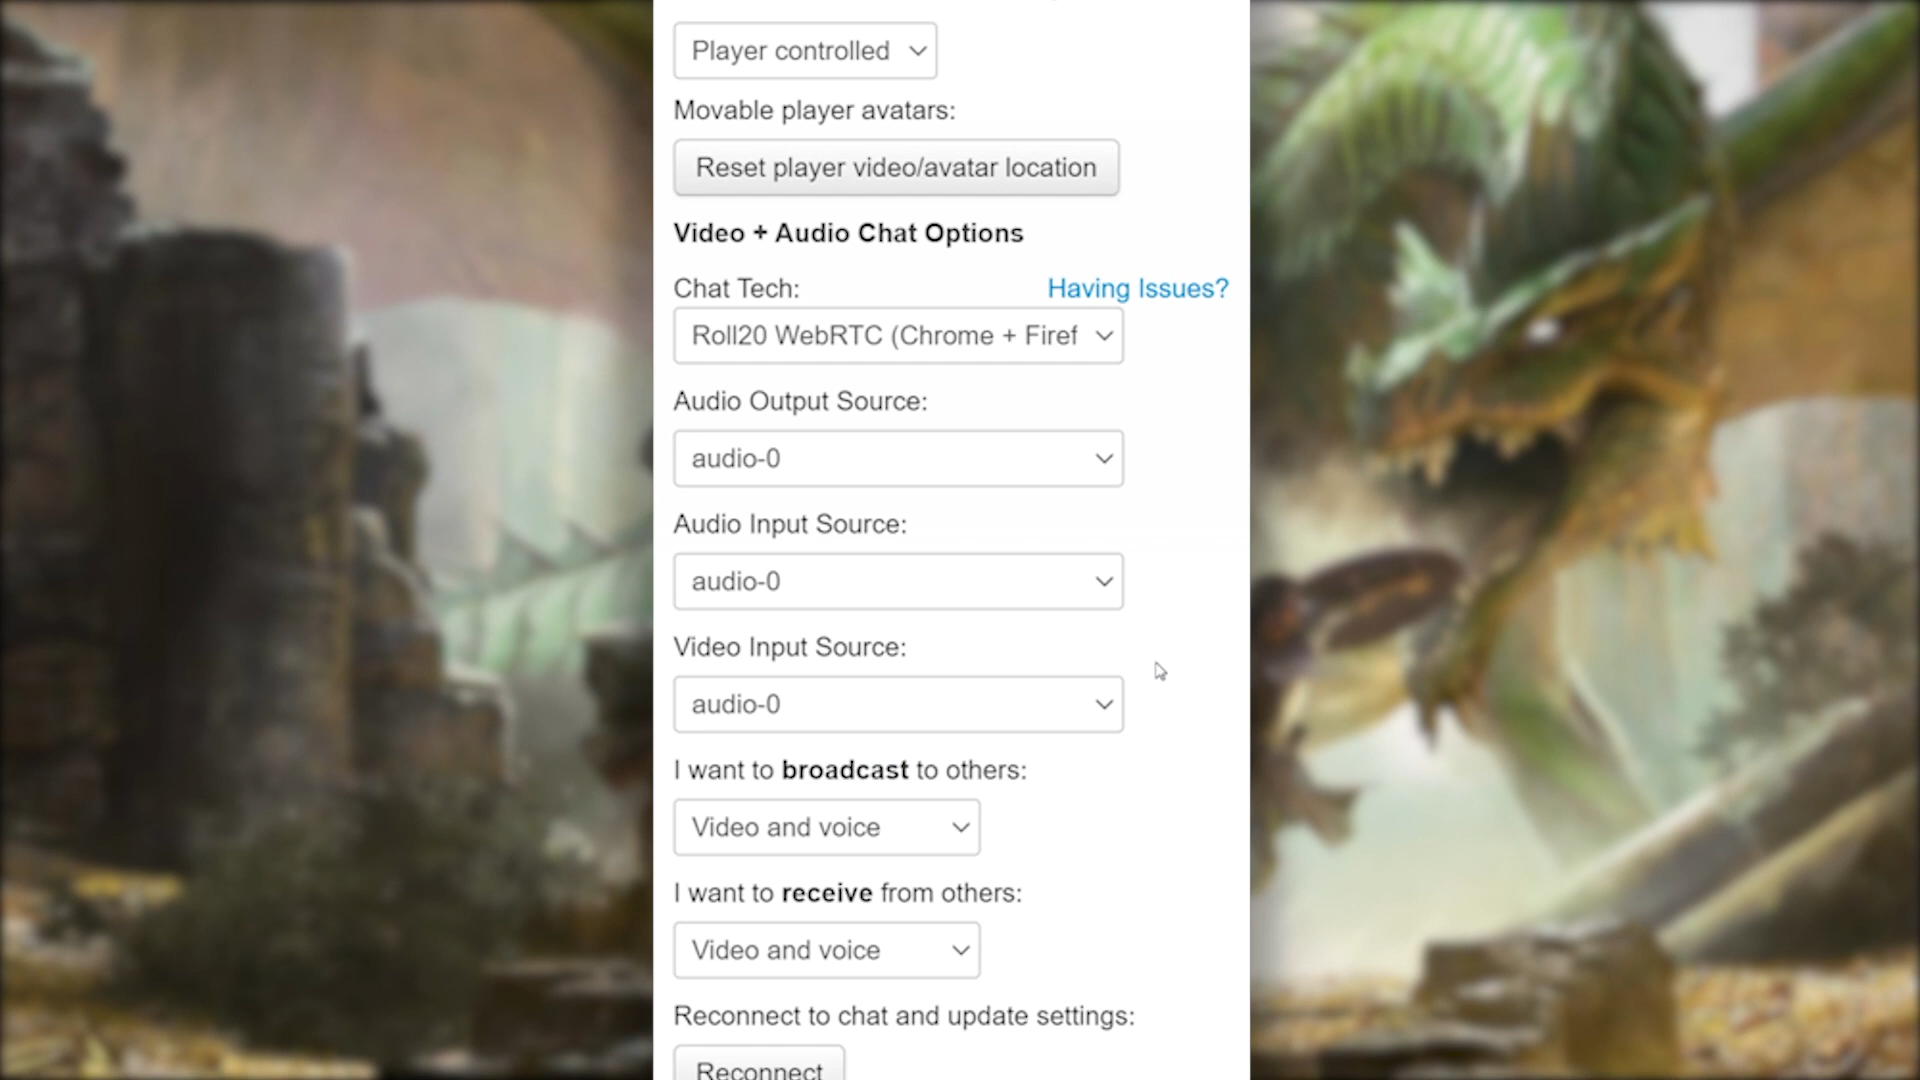 Player controlled
Movable player avatars:
Reset player video/avatar location
Video + Audio Chat Options
Chat Tech: Having Issues?
Roll20 WebRTC (Chrome + Firef
Audio Output Source:
audio-0
Audio Input Source:
audio-0
Video Input Source:
audio-0
I want to broadcast to others:
Video and voice
I want to receive from others:
Video and voice
Reconnect to chat and update settings:
Reconnect